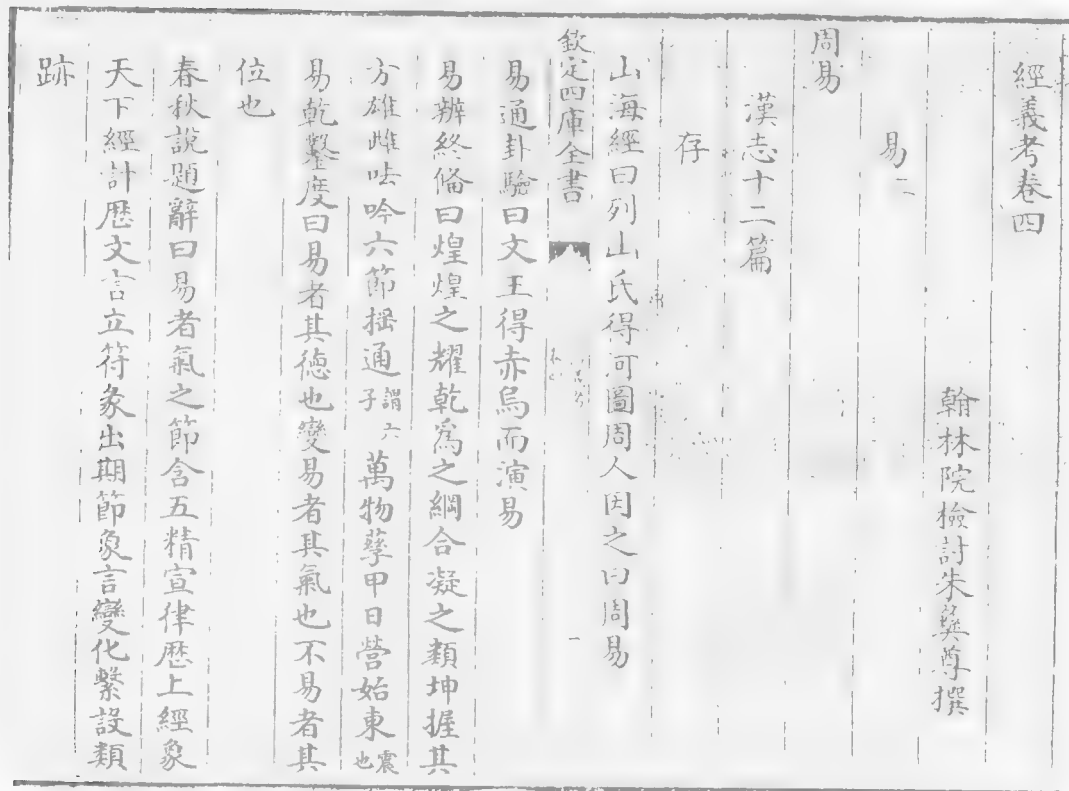 經義考卷四
翰林院檢討朱彝尊撰
易二
周易
漢志十二篇
存
山海經曰列山氏得河圖周人因之曰周易
欽定四庫全書
一
易通卦驗曰文王得赤烏而演易
易辨終備曰煌煌之耀乾為之綱合凝之類坤握其
方雄雌呿吟六節揺通謂六子萬物孳甲日營始東震也
易乾鑿度曰易者其徳也變易者其氣也不易者其
位也
春秋說題辭曰易者氣之節含五精宣律厯上經象
天下經計厯文言立符象出期節彖言變化繫設類
跡